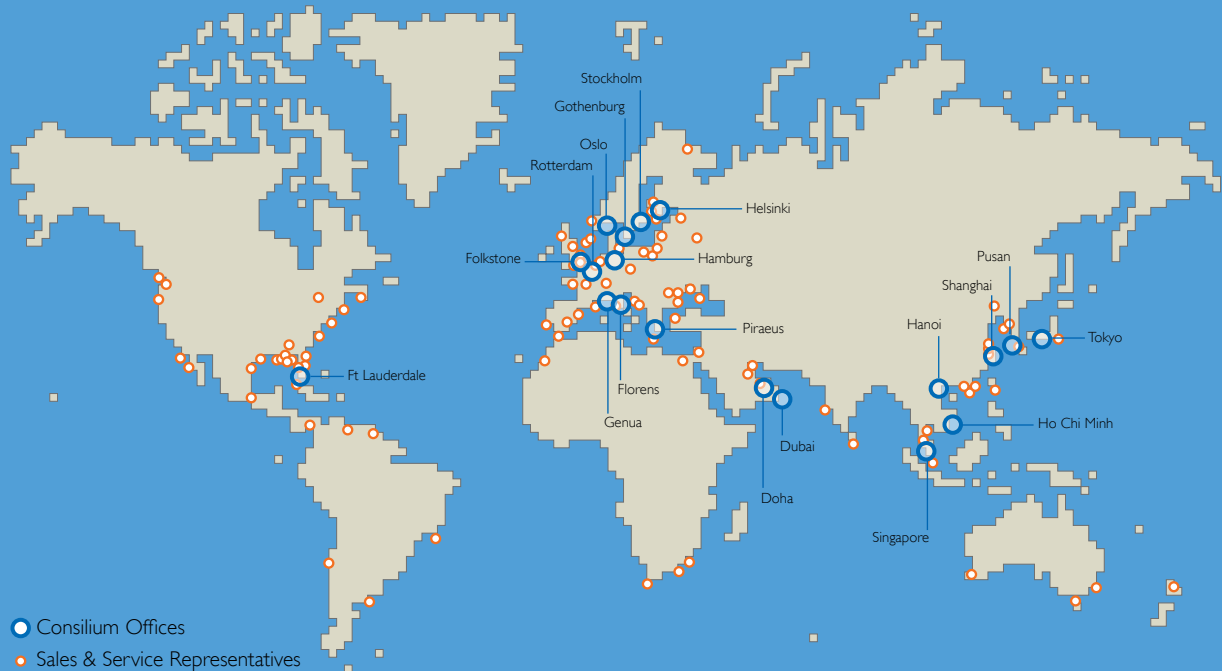 Stockholm
Gothenburg
Oslo
Rotterdam
Helsinki
Folkstone
Hamburg
Pusan
Shanghai
Hanoi
Piraeus
Tokyo
Ft Lauderdale
Florens
Genua
Ho Chi Minh
Dubai
Doha
Singapore
Consilium Offices
Sales & Service Representatives